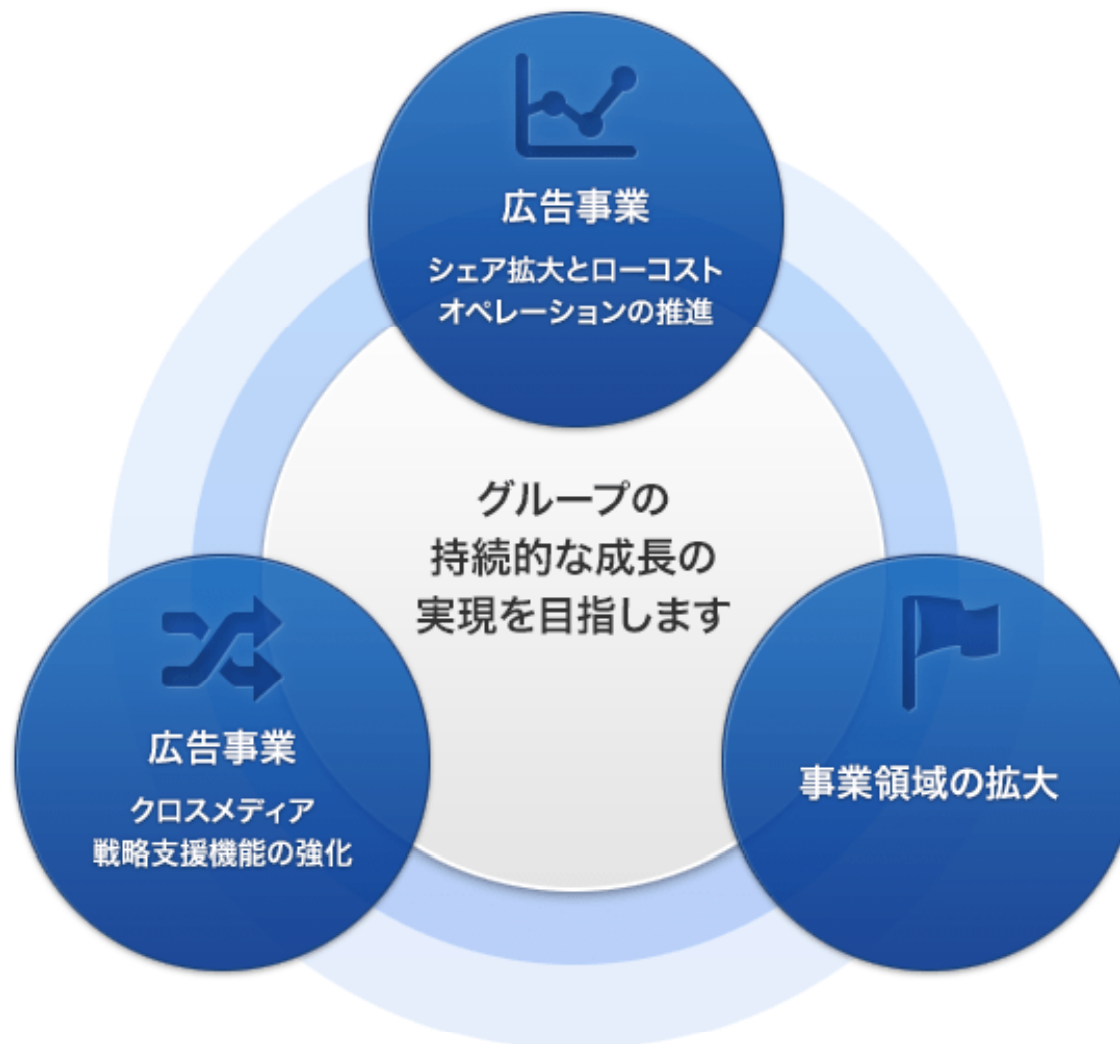 広告事業
シェア拡大とローコスト
オペレーションの推進
グループの
持続的な成長の
実現を目指します
広告事業
クロスメディア
戦略支援機能の強化
事業領域の拡大